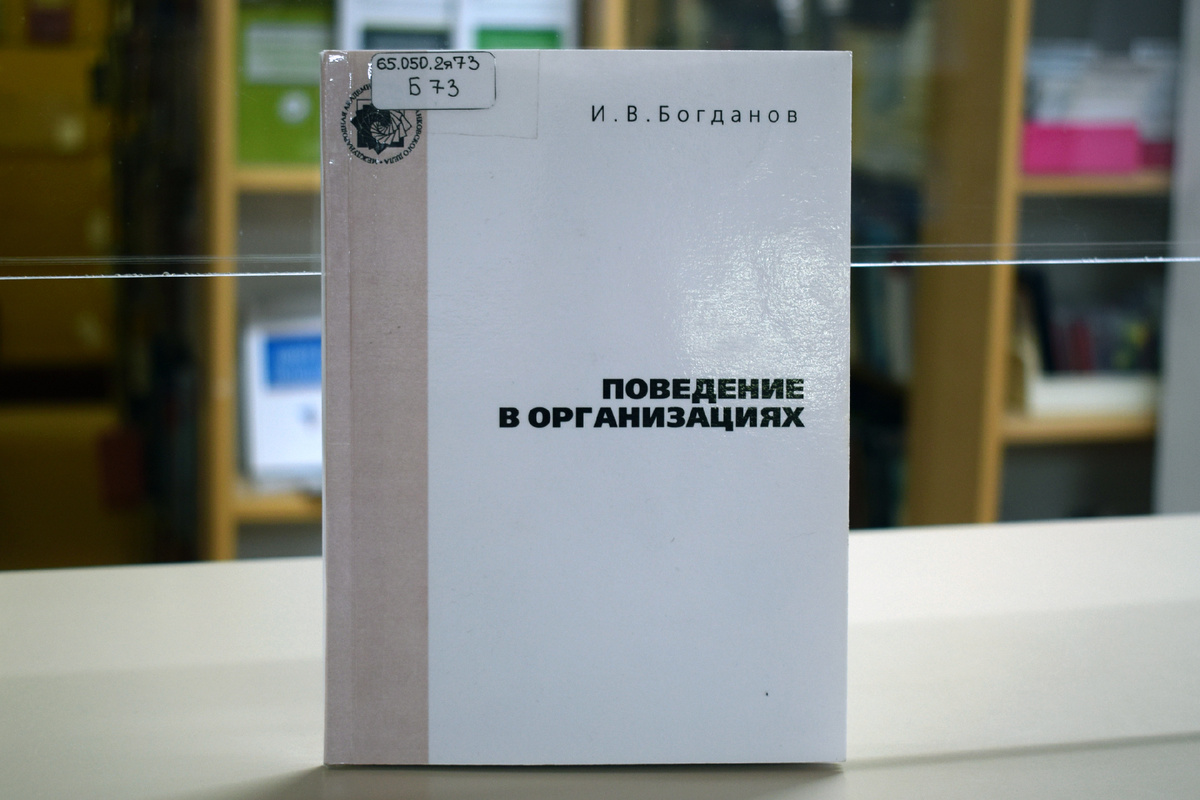 65.050.2я73
Б 73
И.В.Богданов
ПОВЕДЕНИЕ
В ОРГАНИЗАЦИЯХ